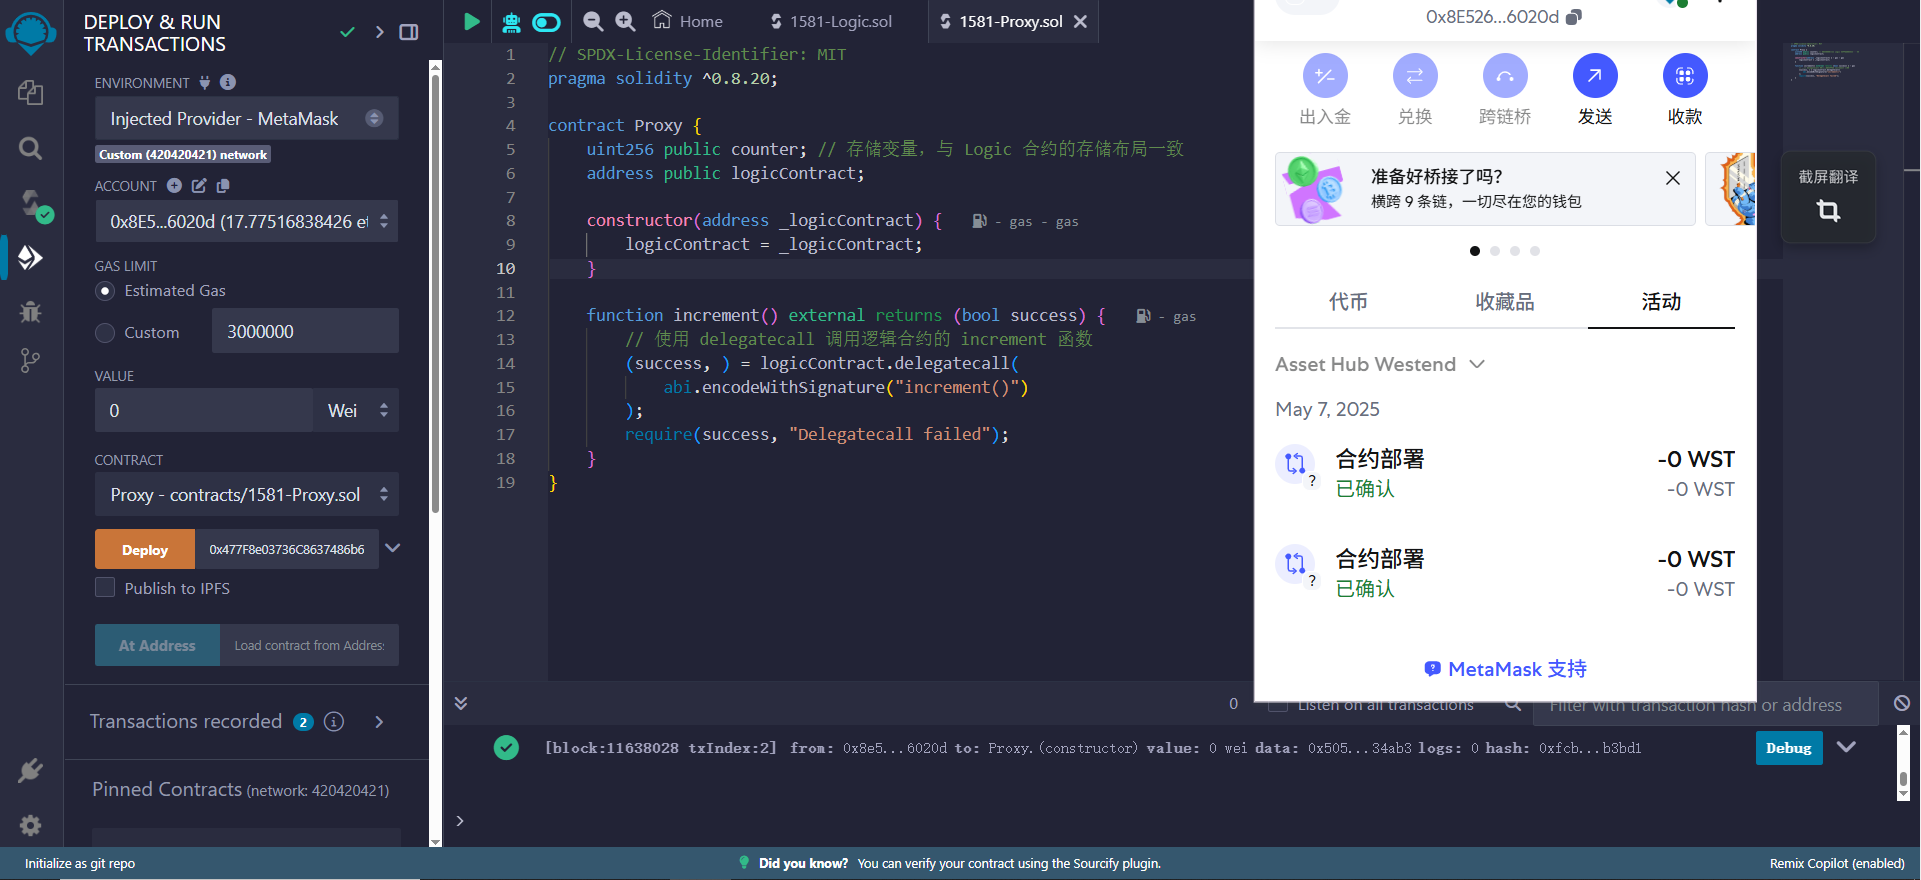 DEPLOY & RUN
TRANSACTIONS
ENVIRONMENT
Injected Provider - MetaMask
Custom (420420421) network
ACCOUNT
0x8E5...6020d (17.77516838426 et
GAS LIMIT
Estimated Gas
Custom
3000000
VALUE
0
Wei
CONTRACT
Proxy - contracts/1581-Proxy.sol
Deploy
0x477F8e03736C8637486b6
Publish to IPFS
At Address
Load contract from Address
Transactions recorded 2
Pinned Contracts (network: 420420421)
Home
1581-Logic.sol
1581-Proxy.sol
1 // SPDX-License-Identifier: MIT
2 pragma solidity ^0.8.20;
3
4 contract Proxy {
5 uint256 public counter; // 存储变量，与 Logic 合约的存储布局一致
6 address public logicContract;
7
8 constructor(address _logicContract) { - gas - gas
9 logicContract = _logicContract;
10 }
11
12 function increment() external returns (bool success) { - gas
13 // 使用 delegatecall 调用逻辑合约的 increment 函数
14 (success, ) = logicContract.delegatecall(
15 abi.encodeWithSignature("increment()")
16 );
17 require(success, "Delegatecall failed");
18 }
19 }
0x8E526...6020d
出入金
兑换
跨链桥
发送
收款
准备好桥接了吗？
横跨 9 条链，一切尽在您的钱包
代币
收藏品
活动
Asset Hub Westend
May 7, 2025
合约部署
-0 WST
已确认
-0 WST
合约部署
-0 WST
已确认
-0 WST
MetaMask 支持
截屏翻译
0
Listen on all transactions
Filter with transaction hash or address
[block:11638028 txIndex:2] from: 0x8e5...6020d to: Proxy.(constructor) value: 0 wei data: 0x505...34ab3 logs: 0 hash: 0xfcb...b3bd1
Debug
>
Initialize as git repo
Did you know? You can verify your contract using the Sourcify plugin.
Remix Copilot (enabled)